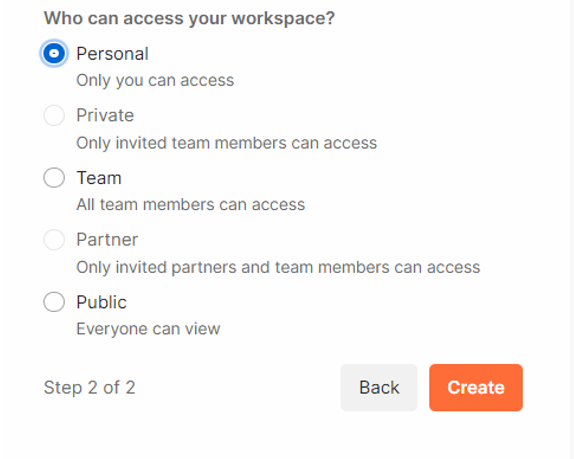 Who can access your workspace?
Personal
Only you can access
Private
Only invited team members can access
Team
All team members can access
Partner
Only invited partners and team members can access
Public
Everyone can view
Step 2 of 2
Back
Create